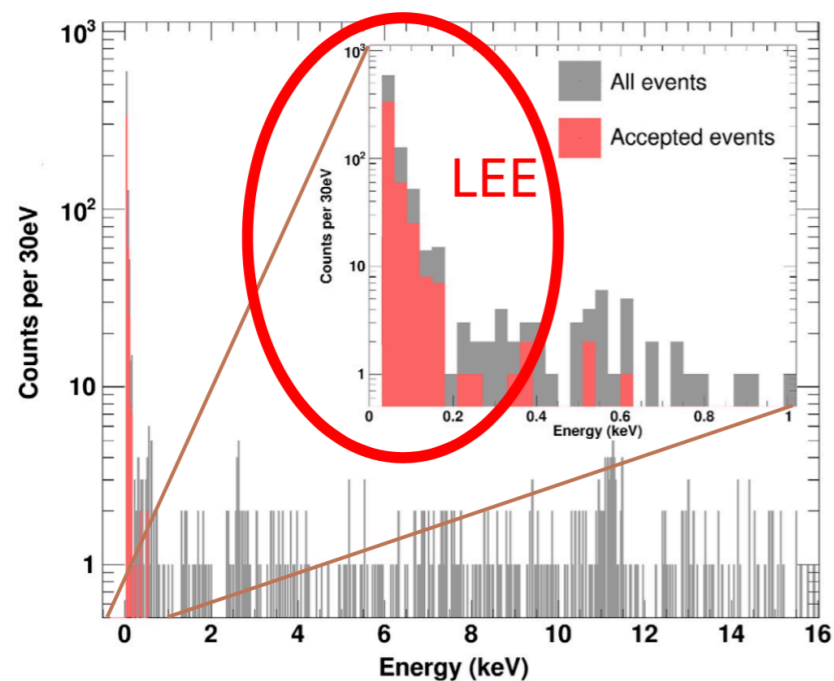 10³
10²
10
1
Counts per 30eV
0 2 4 6 8 10 12 14 16
Energy (keV)
10³
10²
10
1
Counts per 30eV
0 0.2 0.4 0.6 0.8 1
Energy (keV)
All events
Accepted events
LEE